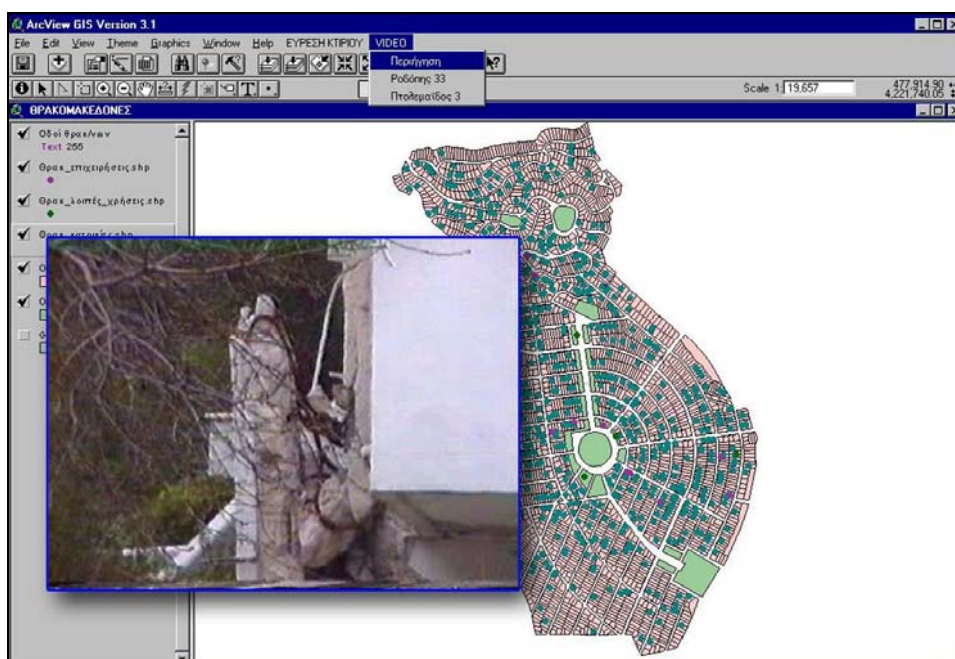 ArcView GIS Version 3.1
File Edit View Theme Graphics Window Help ΕΥΡΕΣΗ ΚΤΙΡΙΟΥ VIDEO
Περιήγηση
Ροδόπης 33
Πτολεμαΐδος 3
Scale 1: 19,657
477,914.90
4,221,740.05
ΘΡΑΚΟΜΑΚΕΔΟΝΕΣ
Οδοί θρακ/νων
Text 255
Θρακ_επιχειρήσεις.shp
Θρακ_λοιπές_χρήσεις.shp
Θρακ_κατοικίες.shp